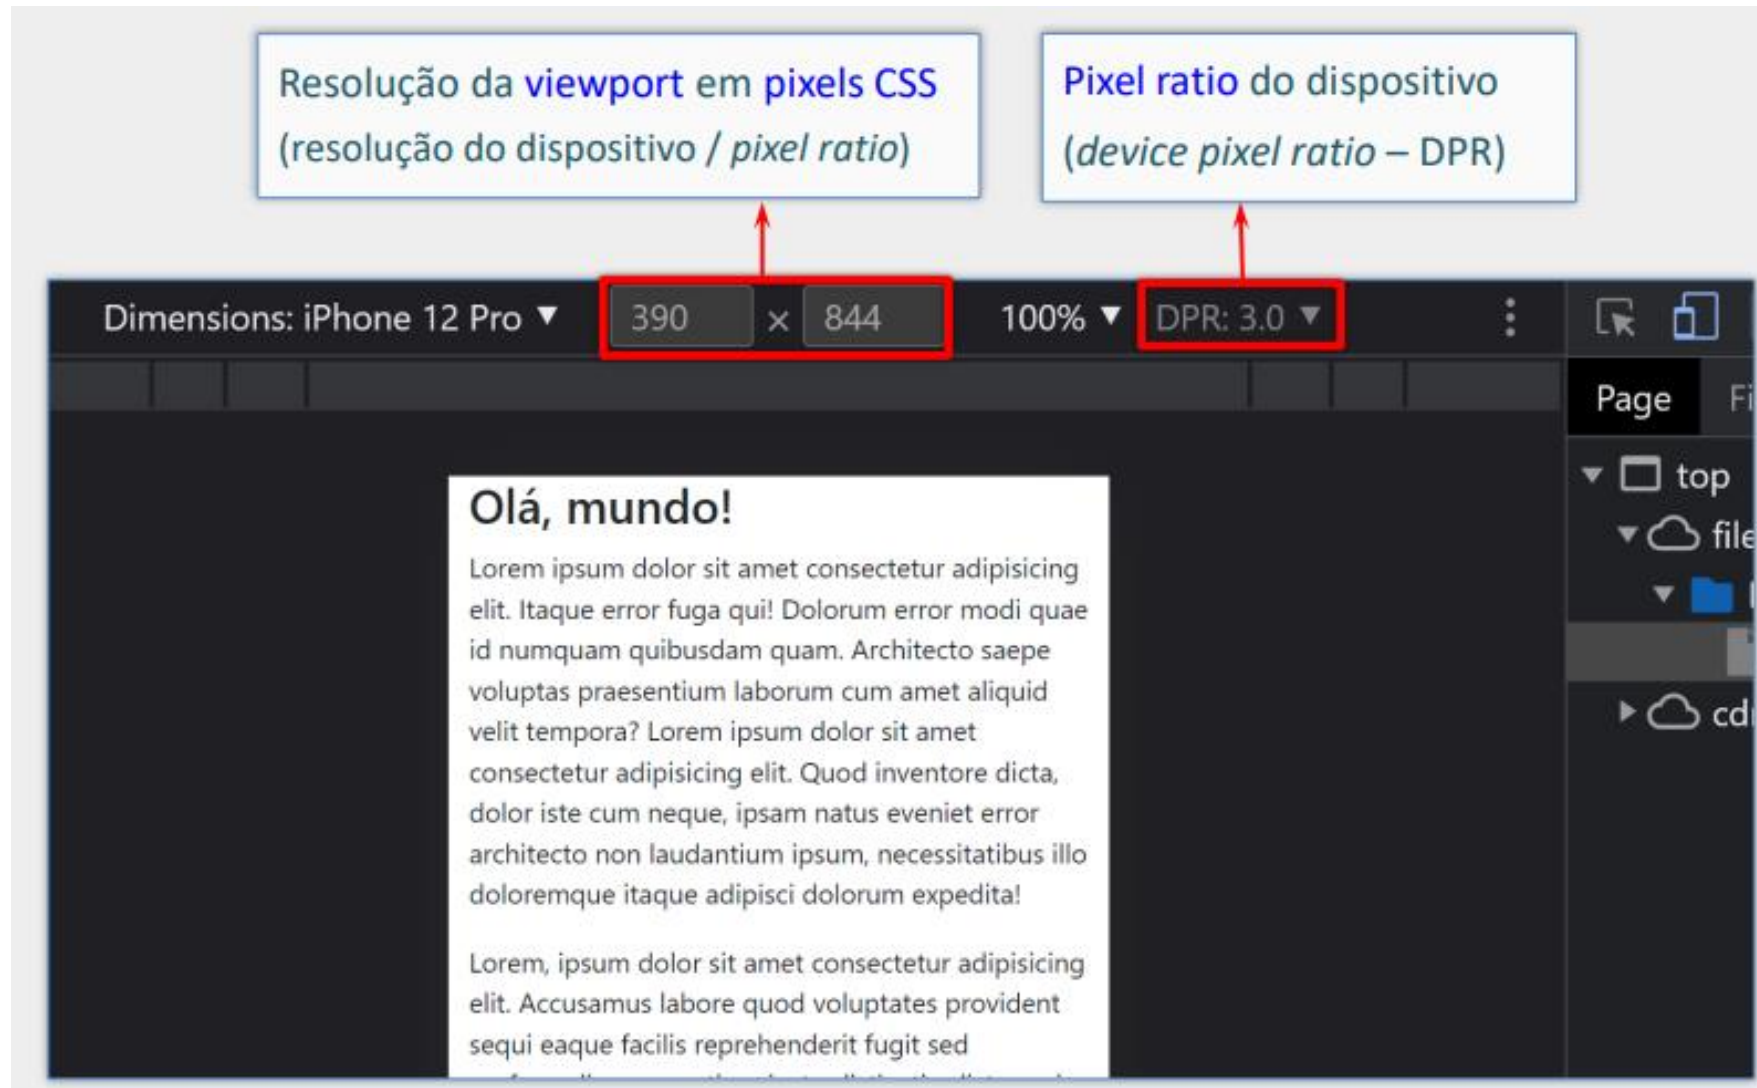 Resolução da viewport em pixels CSS
(resolução do dispositivo / pixel ratio)
Pixel ratio do dispositivo
(device pixel ratio – DPR)
Dimensions: iPhone 12 Pro ▼ 390 × 844 100% ▼ DPR: 3.0 ▼
Page
top
Olá, mundo!
Lorem ipsum dolor sit amet consectetur adipisicing
elit. Itaque error fuga qui! Dolorum error modi quae
id numquam quibusdam quam. Architecto saepe
voluptas praesentium laborum cum amet aliquid
velit tempora? Lorem ipsum dolor sit amet
consectetur adipisicing elit. Quod inventore dicta,
dolor iste cum neque, ipsam natus eveniet error
architecto non laudantium ipsum, necessitatibus illo
doloremque itaque adipisci dolorum expedita!
Lorem, ipsum dolor sit amet consectetur adipisicing
elit. Accusamus labore quod voluptates provident
sequi eaque facilis reprehenderit fugit sed